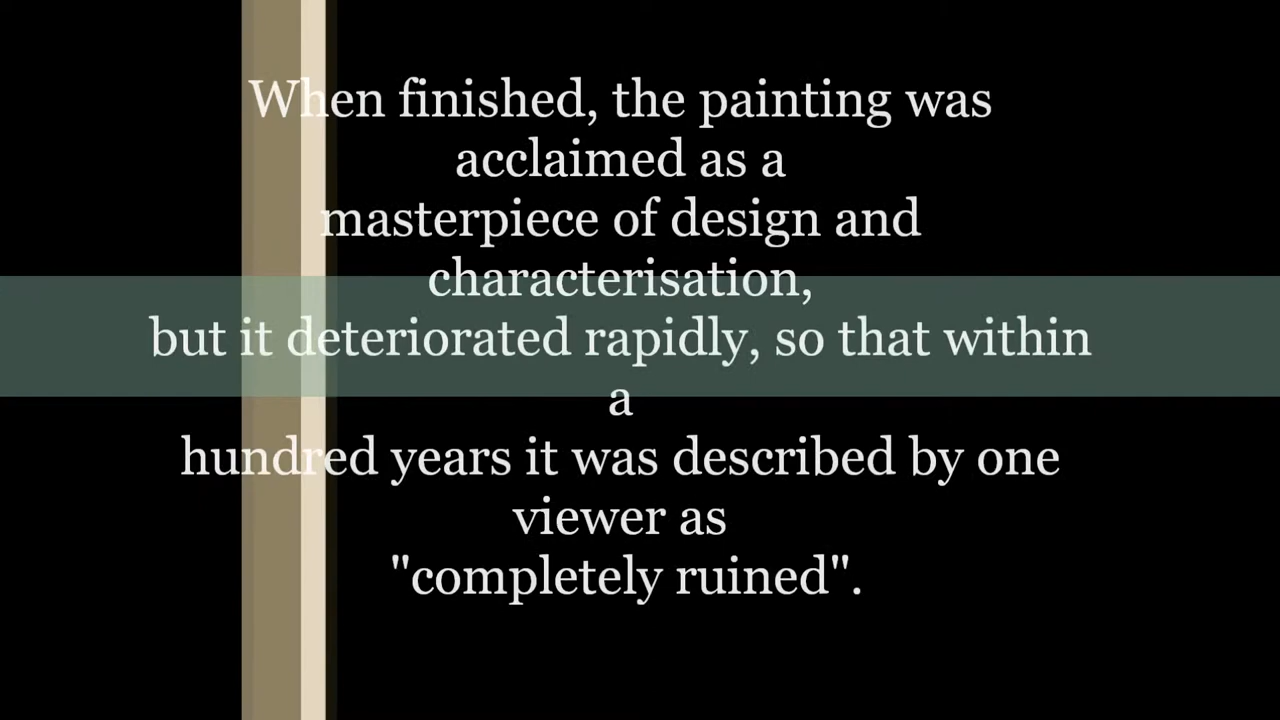 When finished, the painting was
acclaimed as a
masterpiece of design and
characterisation,
but it deteriorated rapidly, so that within
a
hundred years it was described by one
viewer as
"completely ruined".